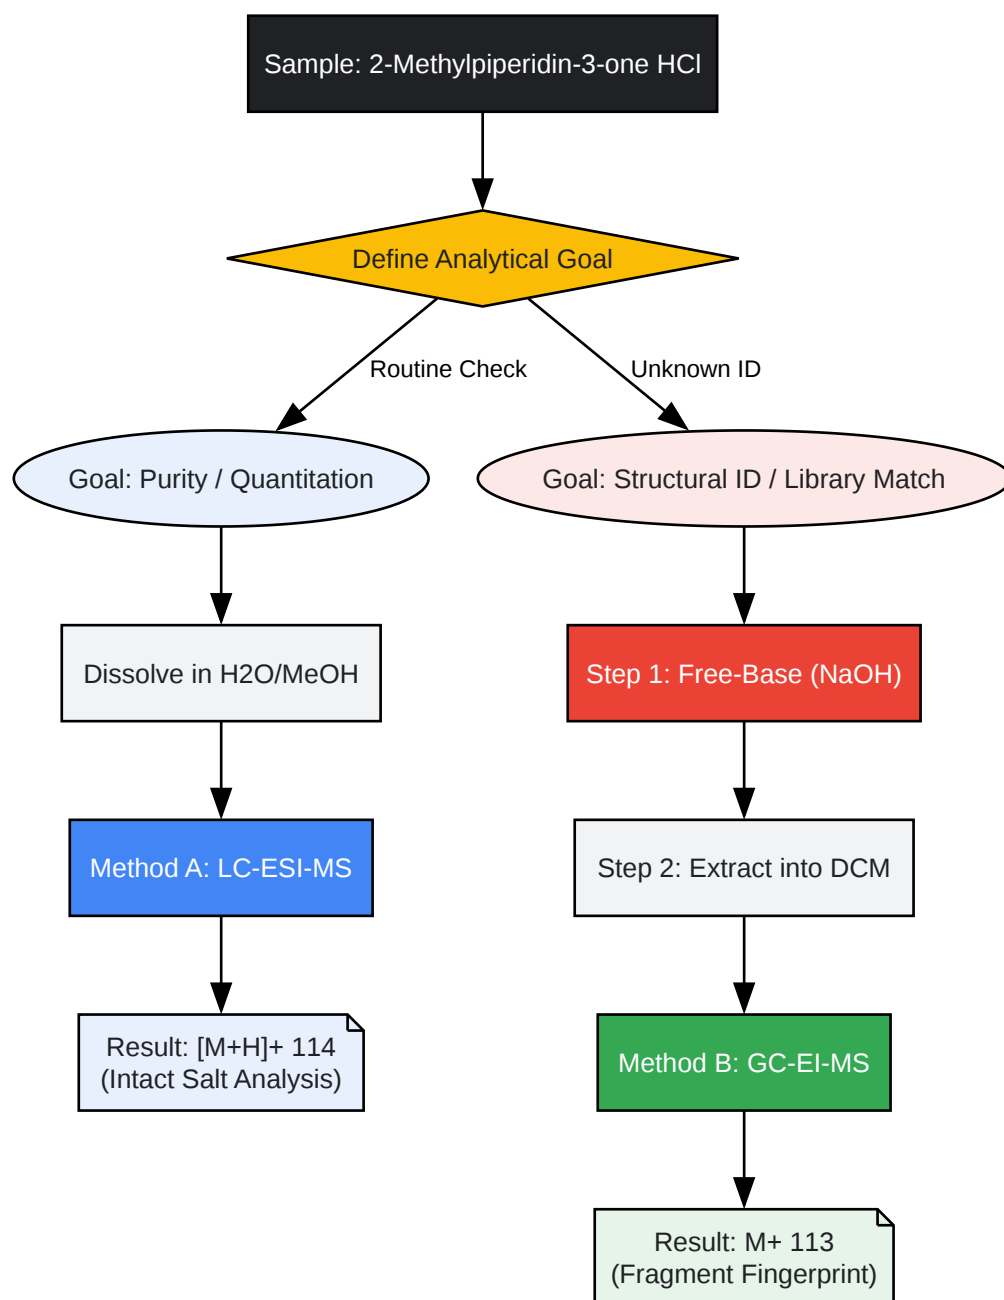 Sample: 2-Methylpiperidin-3-one HCl
Define Analytical Goal
Routine Check
Unknown ID
Goal: Purity / Quantitation
Goal: Structural ID / Library Match
Dissolve in H2O/MeOH
Step 1: Free-Base (NaOH)
Method A: LC-ESI-MS
Step 2: Extract into DCM
Result: [M+H]+ 114
(Intact Salt Analysis)
Method B: GC-EI-MS
Result: M+ 113
(Fragment Fingerprint)